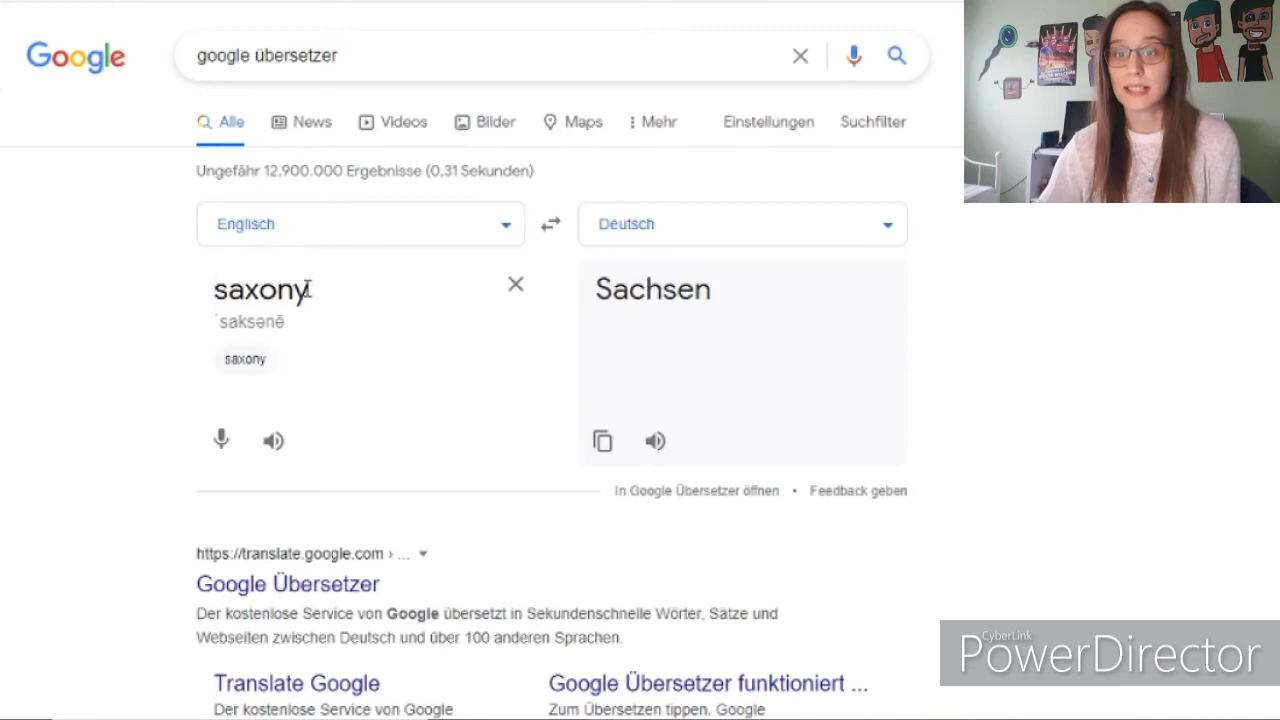 Google
google übersetzer
Alle News Videos Bilder Maps Mehr Einstellungen Suchfilter
Ungefähr 12.900.000 Ergebnisse (0,31 Sekunden)
Englisch Deutsch
saxony
ˈsaksənē
saxony
Sachsen
In Google Übersetzer öffnen • Feedback geben
https://translate.google.com › ...
Google Übersetzer
Der kostenlose Service von Google übersetzt in Sekundenschnelle Wörter, Sätze und
Webseiten zwischen Deutsch und über 100 anderen Sprachen.
Translate Google
Der kostenlose Service von Google
Google Übersetzer funktioniert ...
Zum Übersetzen tippen. Google
CyberLink
PowerDirector